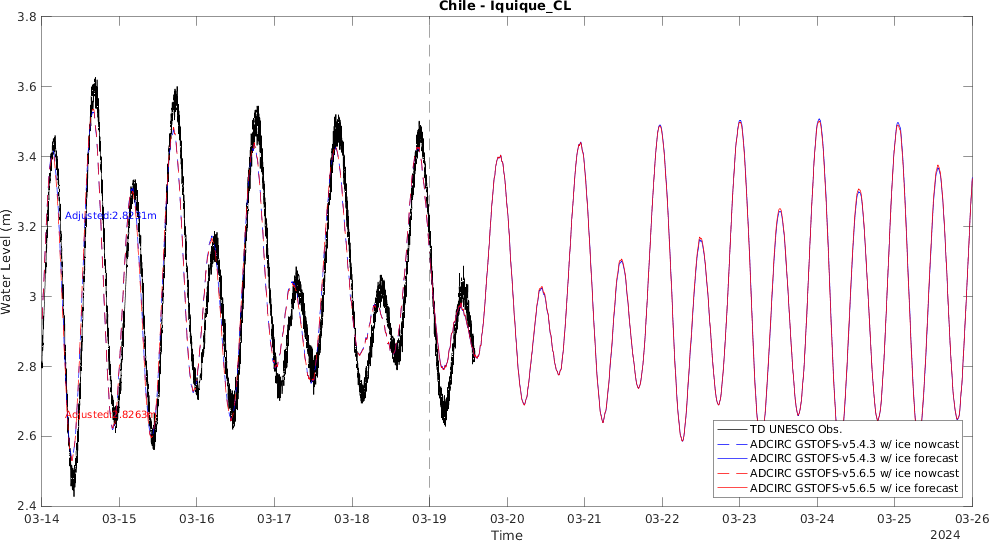 Chile - Iquique_CL
3.8
3.6
3.4
3.2
3
2.8
2.6
2.4
Water Level (m)
Adjusted:2.8231m
TD UNESCO Obs.
ADCIRC GSTOFS-v5.4.3 w/ ice nowcast
ADCIRC GSTOFS-v5.4.3 w/ ice forecast
ADCIRC GSTOFS-v5.6.5 w/ ice nowcast
ADCIRC GSTOFS-v5.6.5 w/ ice forecast
03-14 03-15 03-16 03-17 03-18 03-19 03-20 03-21 03-22 03-23 03-24 03-25 03-26
Time
2024